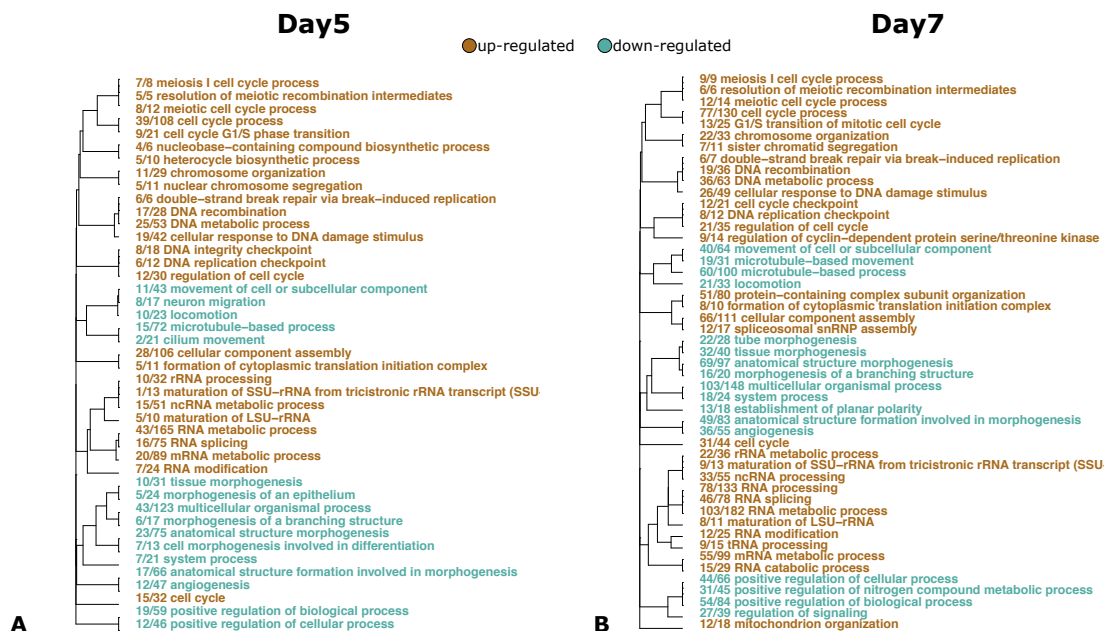 Day5
Day7
up-regulated
down-regulated
7/8 meiosis I cell cycle process
5/5 resolution of meiotic recombination intermediates
8/12 meiotic cell cycle process
39/108 cell cycle process
9/21 cell cycle G1/S phase transition
4/6 nucleobase−containing compound biosynthetic process
5/10 heterocycle biosynthetic process
11/29 chromosome organization
5/11 nuclear chromosome segregation
6/6 double−strand break repair via break−induced replication
17/28 DNA recombination
25/53 DNA metabolic process
19/42 cellular response to DNA damage stimulus
8/18 DNA integrity checkpoint
6/12 DNA replication checkpoint
12/30 regulation of cell cycle
11/43 movement of cell or subcellular component
8/17 neuron migration
10/23 locomotion
15/72 microtubule−based process
2/21 cilium movement
28/106 cellular component assembly
5/11 formation of cytoplasmic translation initiation complex
10/32 rRNA processing
1/13 maturation of SSU−rRNA from tricistronic rRNA transcript (SSU-
15/51 ncRNA metabolic process
5/10 maturation of LSU−rRNA
43/165 RNA metabolic process
16/75 RNA splicing
20/89 mRNA metabolic process
7/24 RNA modification
10/31 tissue morphogenesis
5/24 morphogenesis of an epithelium
43/123 multicellular organismal process
6/17 morphogenesis of a branching structure
23/75 anatomical structure morphogenesis
7/13 cell morphogenesis involved in differentiation
7/21 system process
17/66 anatomical structure formation involved in morphogenesis
12/47 angiogenesis
15/32 cell cycle
19/59 positive regulation of biological process
12/46 positive regulation of cellular process
A
9/9 meiosis I cell cycle process
6/6 resolution of meiotic recombination intermediates
12/14 meiotic cell cycle process
77/130 cell cycle process
13/25 G1/S transition of mitotic cell cycle
22/33 chromosome organization
7/11 sister chromatid segregation
6/7 double−strand break repair via break−induced replication
19/36 DNA recombination
36/63 DNA metabolic process
26/49 cellular response to DNA damage stimulus
12/21 cell cycle checkpoint
8/12 DNA replication checkpoint
21/35 regulation of cell cycle
9/14 regulation of cyclin−dependent protein serine/threonine kinase
40/64 movement of cell or subcellular component
19/31 microtubule−based movement
60/100 microtubule−based process
21/33 locomotion
51/80 protein−containing complex subunit organization
8/10 formation of cytoplasmic translation initiation complex
66/111 cellular component assembly
12/17 spliceosomal snRNP assembly
22/28 tube morphogenesis
32/40 tissue morphogenesis
69/97 anatomical structure morphogenesis
16/20 morphogenesis of a branching structure
103/148 multicellular organismal process
18/24 system process
13/18 establishment of planar polarity
49/83 anatomical structure formation involved in morphogenesis
36/55 angiogenesis
31/44 cell cycle
22/36 rRNA metabolic process
9/13 maturation of SSU−rRNA from tricistronic rRNA transcript (SSU-
33/55 ncRNA processing
78/133 RNA processing
46/78 RNA splicing
103/182 RNA metabolic process
8/11 maturation of LSU−rRNA
12/25 RNA modification
9/15 tRNA processing
55/99 mRNA metabolic process
15/29 RNA catabolic process
44/66 positive regulation of cellular process
31/45 positive regulation of nitrogen compound metabolic process
54/84 positive regulation of biological process
27/39 regulation of signaling
12/18 mitochondrion organization
B